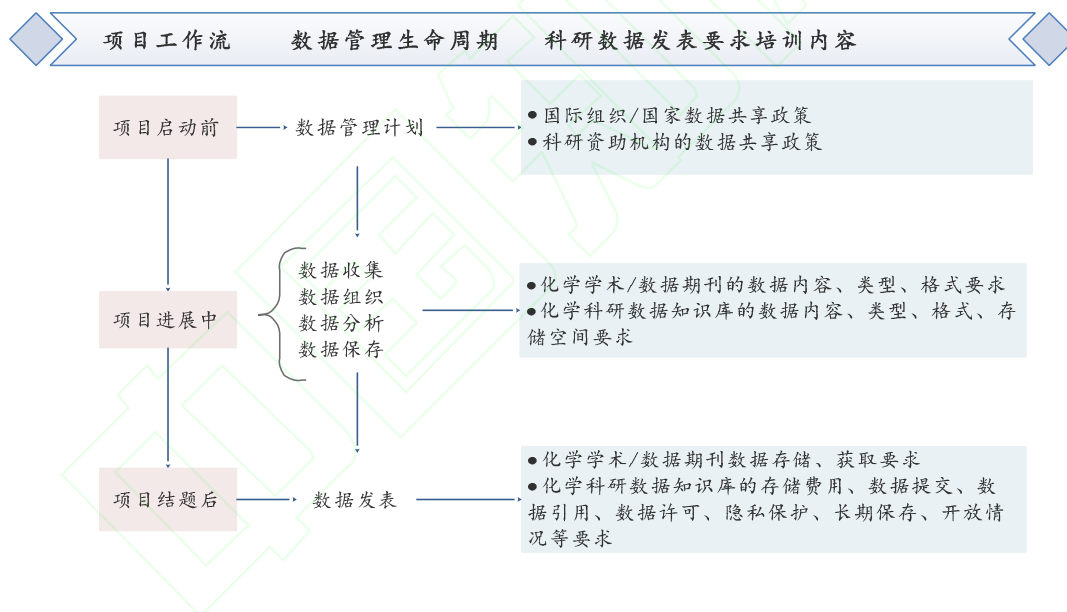 项目工作流 数据管理生命周期 科研数据发表要求培训内容
项目启动前
数据管理计划
●国际组织/国家数据共享政策
●科研资助机构的数据共享政策
项目进展中
数据收集
数据组织
数据分析
数据保存
●化学学术/数据期刊的数据内容、类型、格式要求
●化学科研数据知识库的数据内容、类型、格式、存
储空间要求
项目结题后
数据发表
●化学学术/数据期刊数据存储、获取要求
●化学科研数据知识库的存储费用、数据提交、数
据引用、数据许可、隐私保护、长期保存、开放情
况等要求